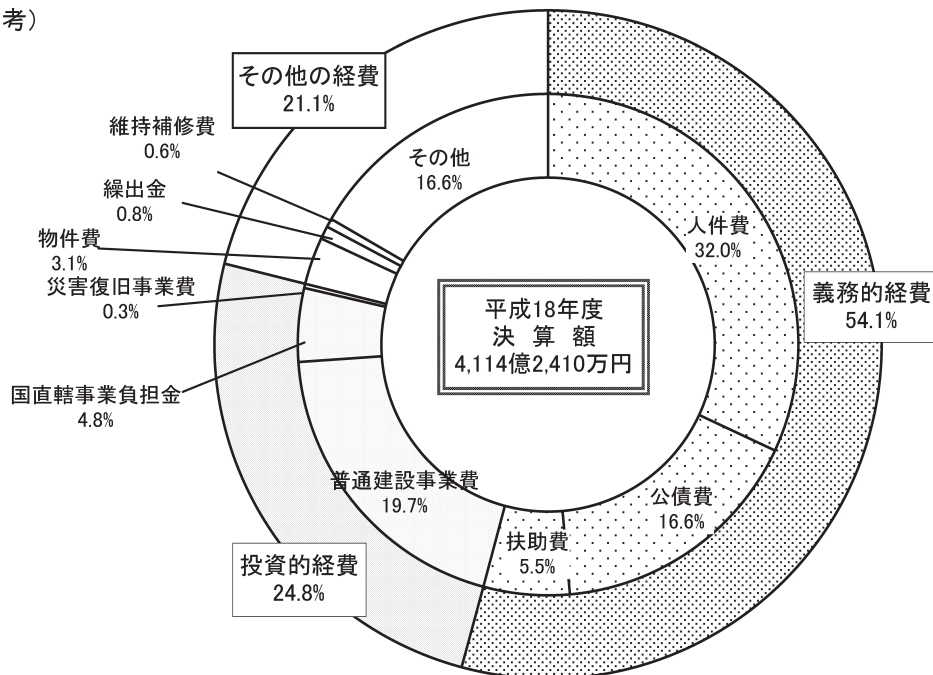 考）
その他の経費
21.1%
維持補修費
0.6%
その他
16.6%
繰出金
0.8%
物件費
3.1%
災害復旧事業費
0.3%
国直轄事業負担金
4.8%
人件費
32.0%
義務的経費
54.1%
平成18年度
決 算 額
4,114億2,410万円
普通建設事業費
19.7%
公債費
16.6%
扶助費
5.5%
投資的経費
24.8%